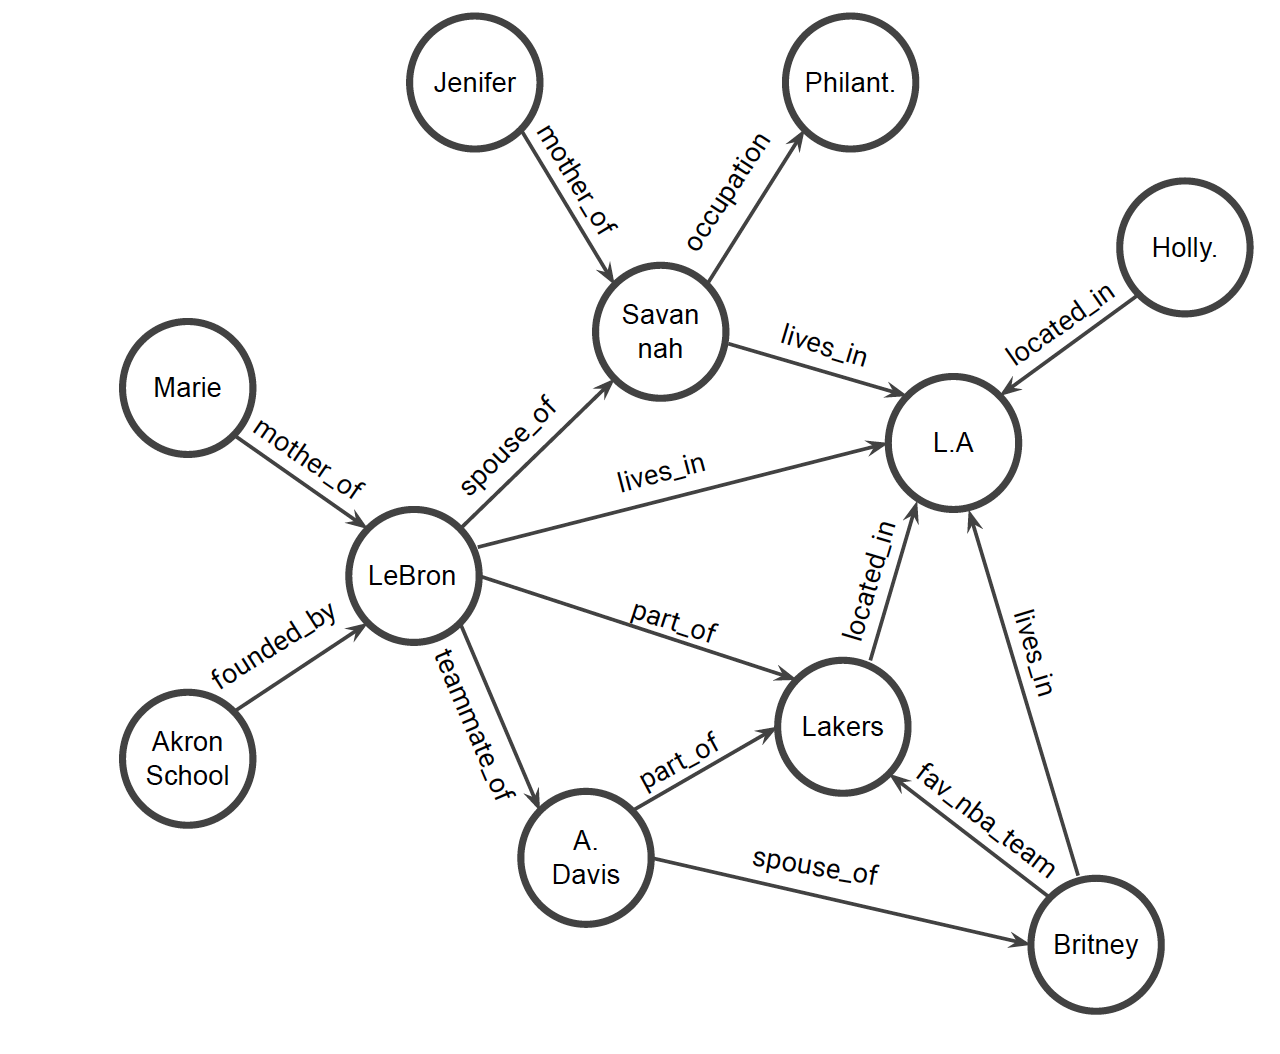 Jenifer
Philant.
mother_of
occupation
Holly.
Savan
nah
located_in
lives_in
Marie
mother_of
spouse_of
L.A
lives_in
LeBron
located_in
founded_by
part_of
lives_in
teammate_of
Akron
School
Lakers
part_of
fav_nba_team
A.
Davis
spouse_of
Britney